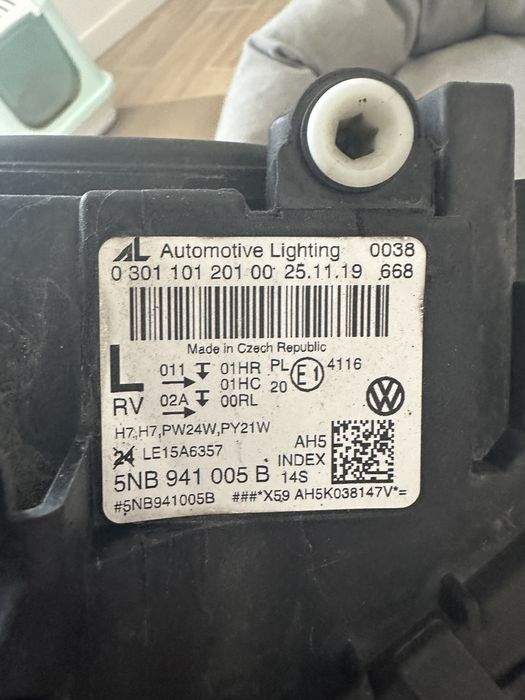 AL Automotive Lighting 0038
0 301 101 201 00 25.11.19 668
Made in Czech Republic
L 011 01HR PL E1 4116
01HC 20
RV 02A 00RL
H7,H7,PW24W,PY21W
24 LE15A6357 AH5
5NB 941 005 B INDEX 14S
#5NB941005B ###*X59 AH5K038147V*=